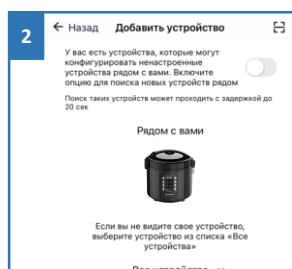 2
← Назад Добавить устройство
У вас есть устройства, которые могут
конфигурировать ненастроенные
устройства рядом с вами. Включите
опцию для поиска новых устройств рядом
Поиск таких устройств может проходить с задержкой до
20 сек
Рядом с вами
Если вы не видите свое устройство,
выберите устройство из списка «Все
устройства»